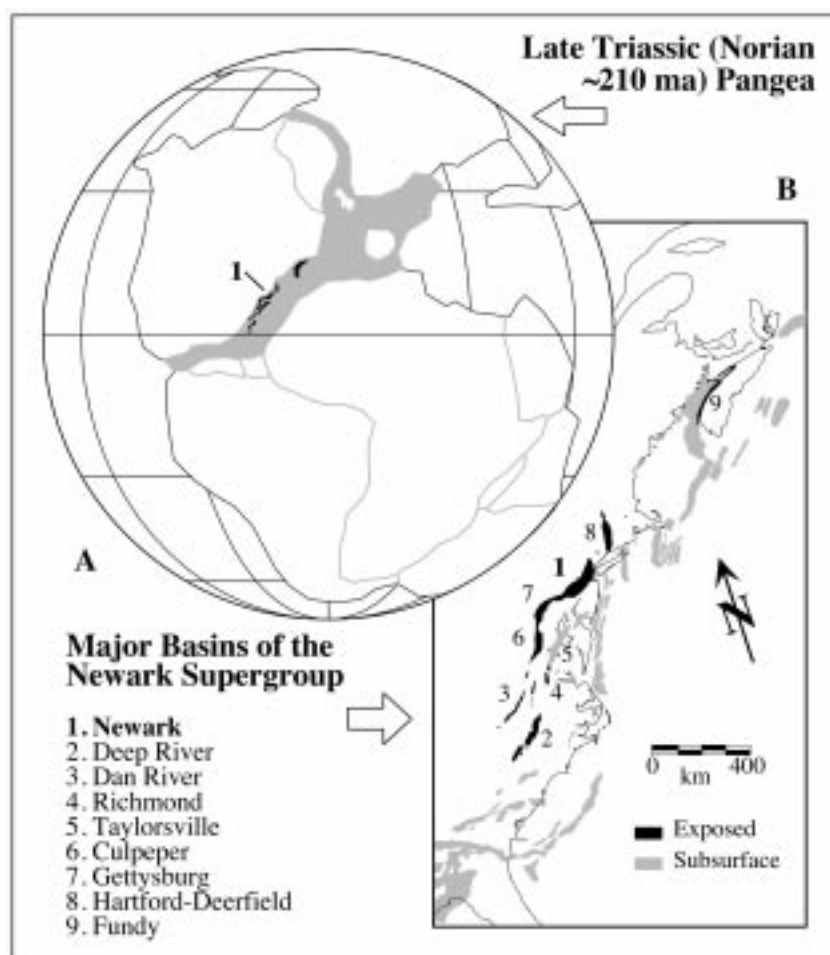 Late Triassic (Norian
~210 ma) Pangea
B
1
A
Major Basins of the
Newark Supergroup
1. Newark
2. Deep River
3. Dan River
4. Richmond
5. Taylorsville
6. Culpeper
7. Gettysburg
8. Hartford-Deerfield
9. Fundy
9
8
1
7
6
5
4
3
2
N
0 400
km
Exposed
Subsurface